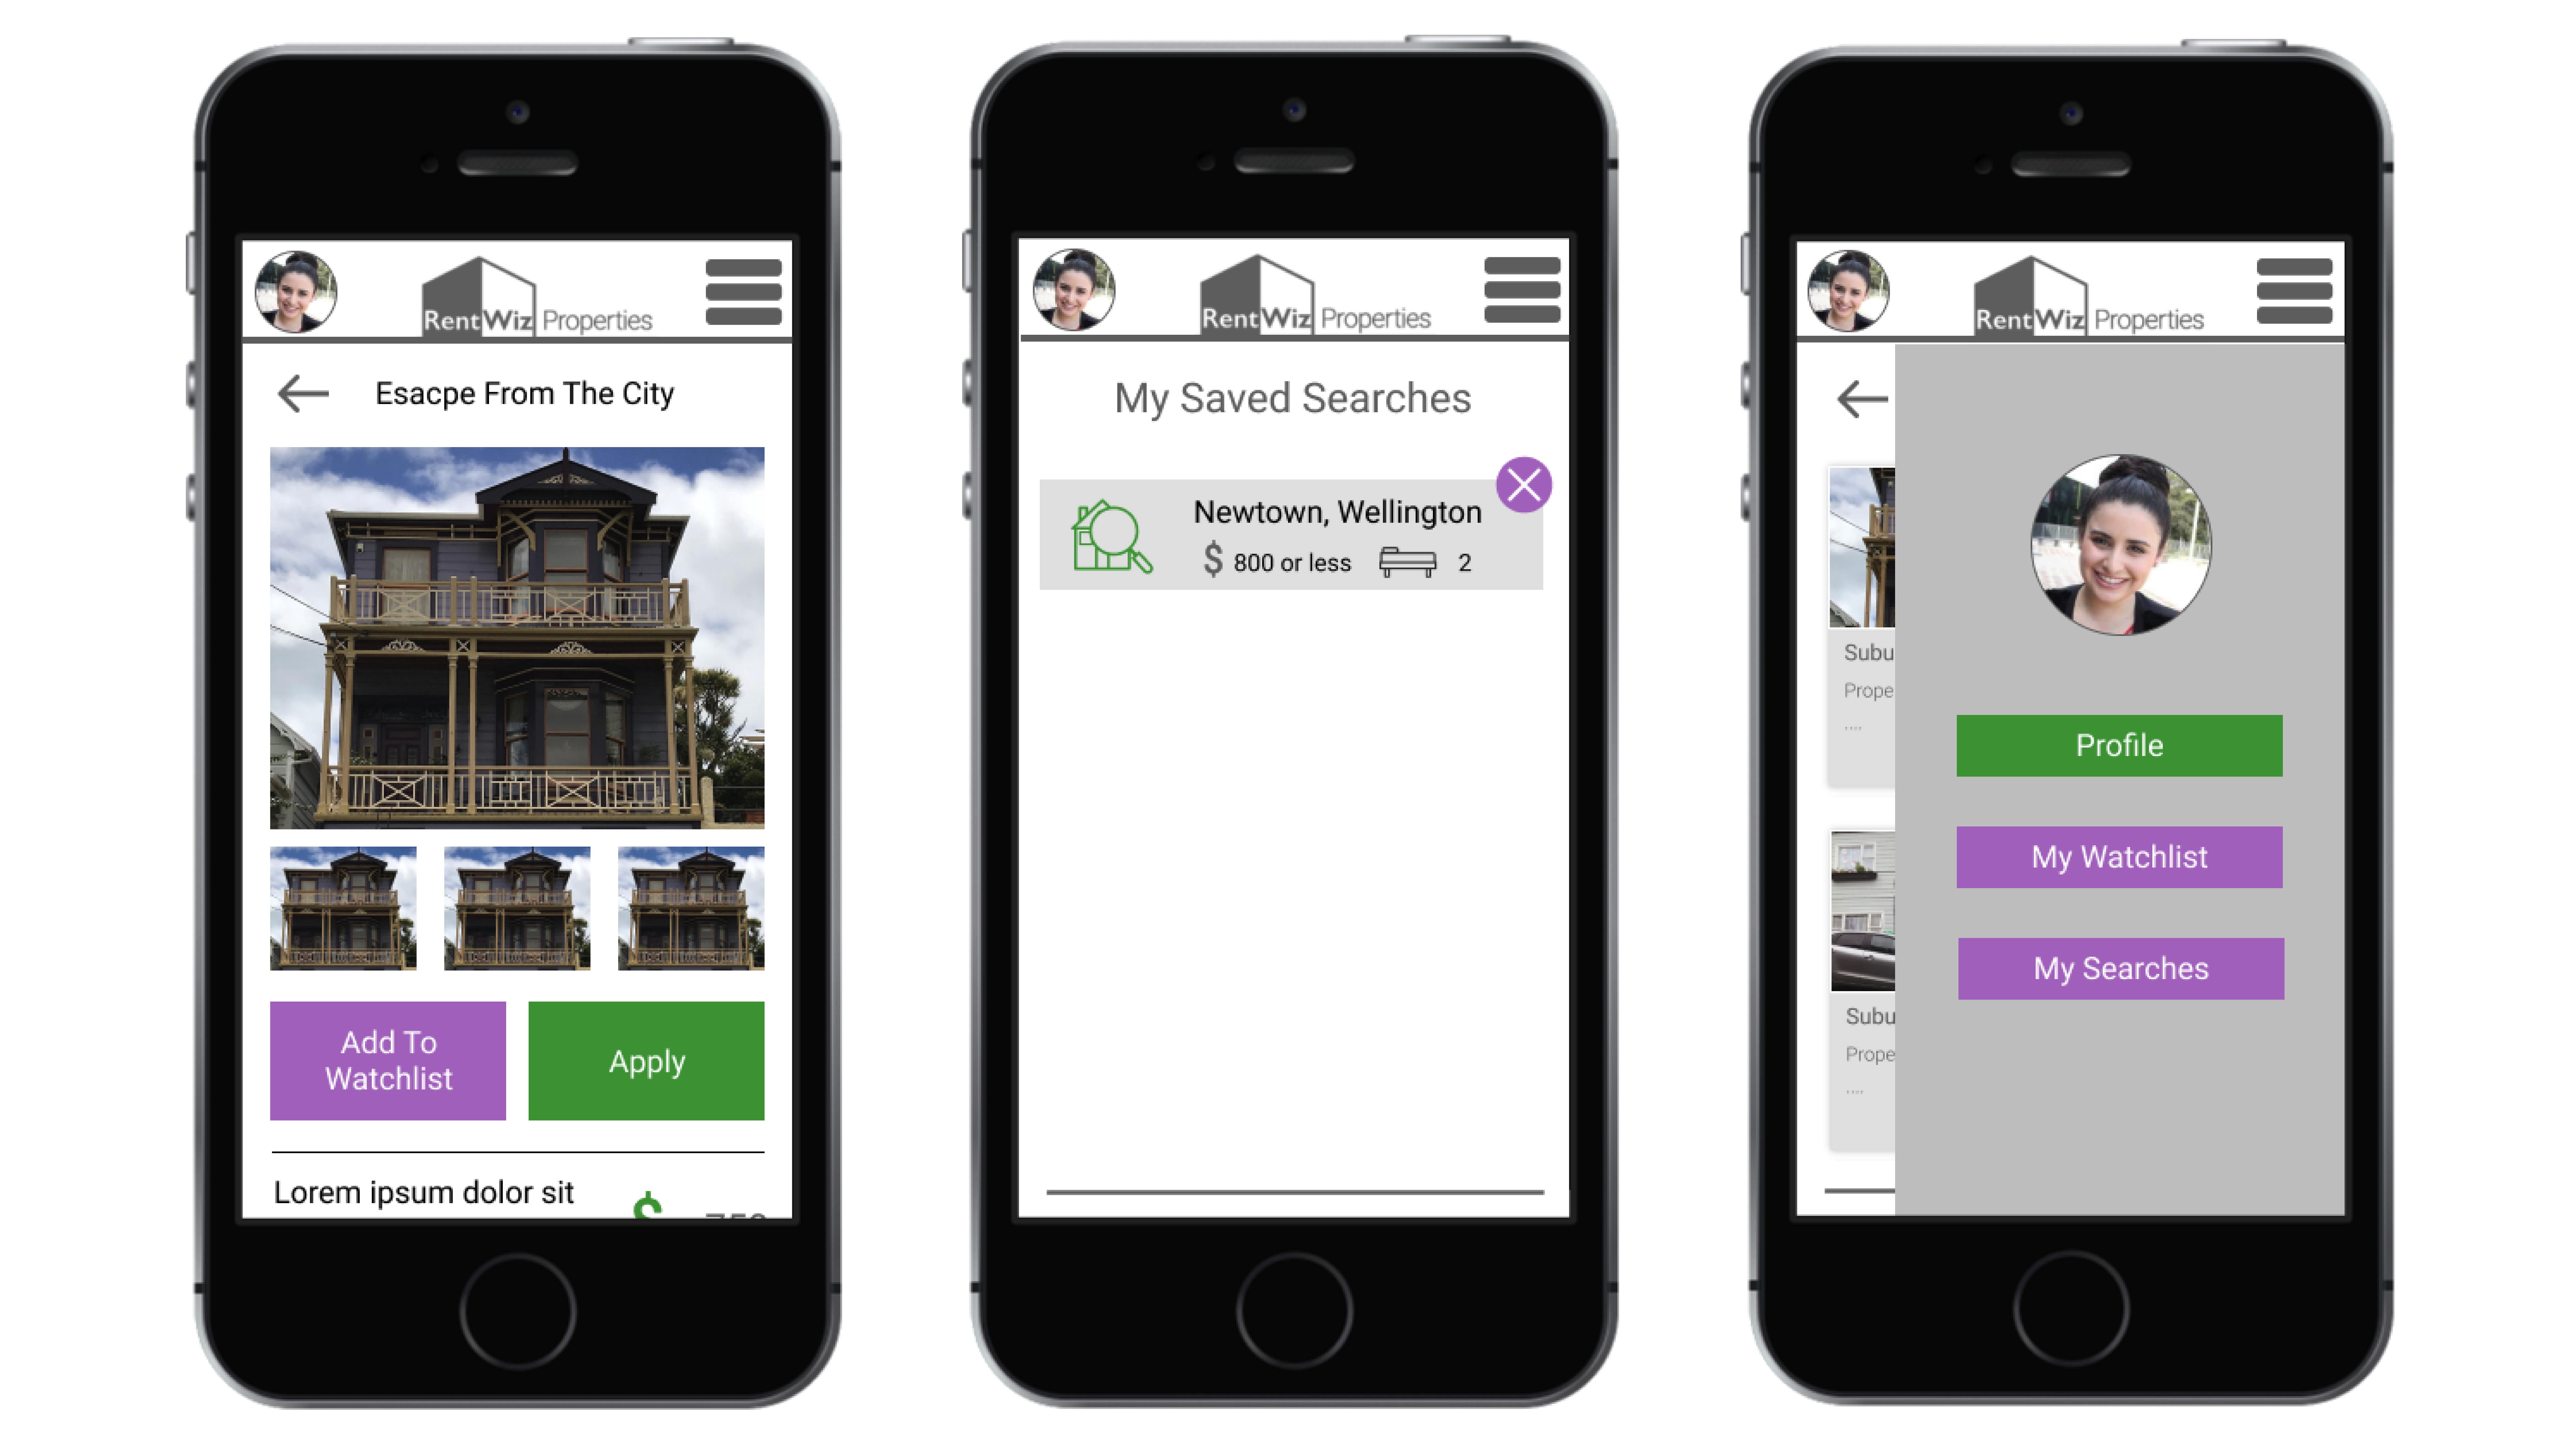 RentWiz Properties
Esacpe From The City
Add To
Watchlist
Apply
Lorem ipsum dolor sit
$
RentWiz Properties
My Saved Searches
Newtown, Wellington
$ 800 or less 2
RentWiz Properties
Subu
Prope
....
Subu
Prope
....
Profile
My Watchlist
My Searches